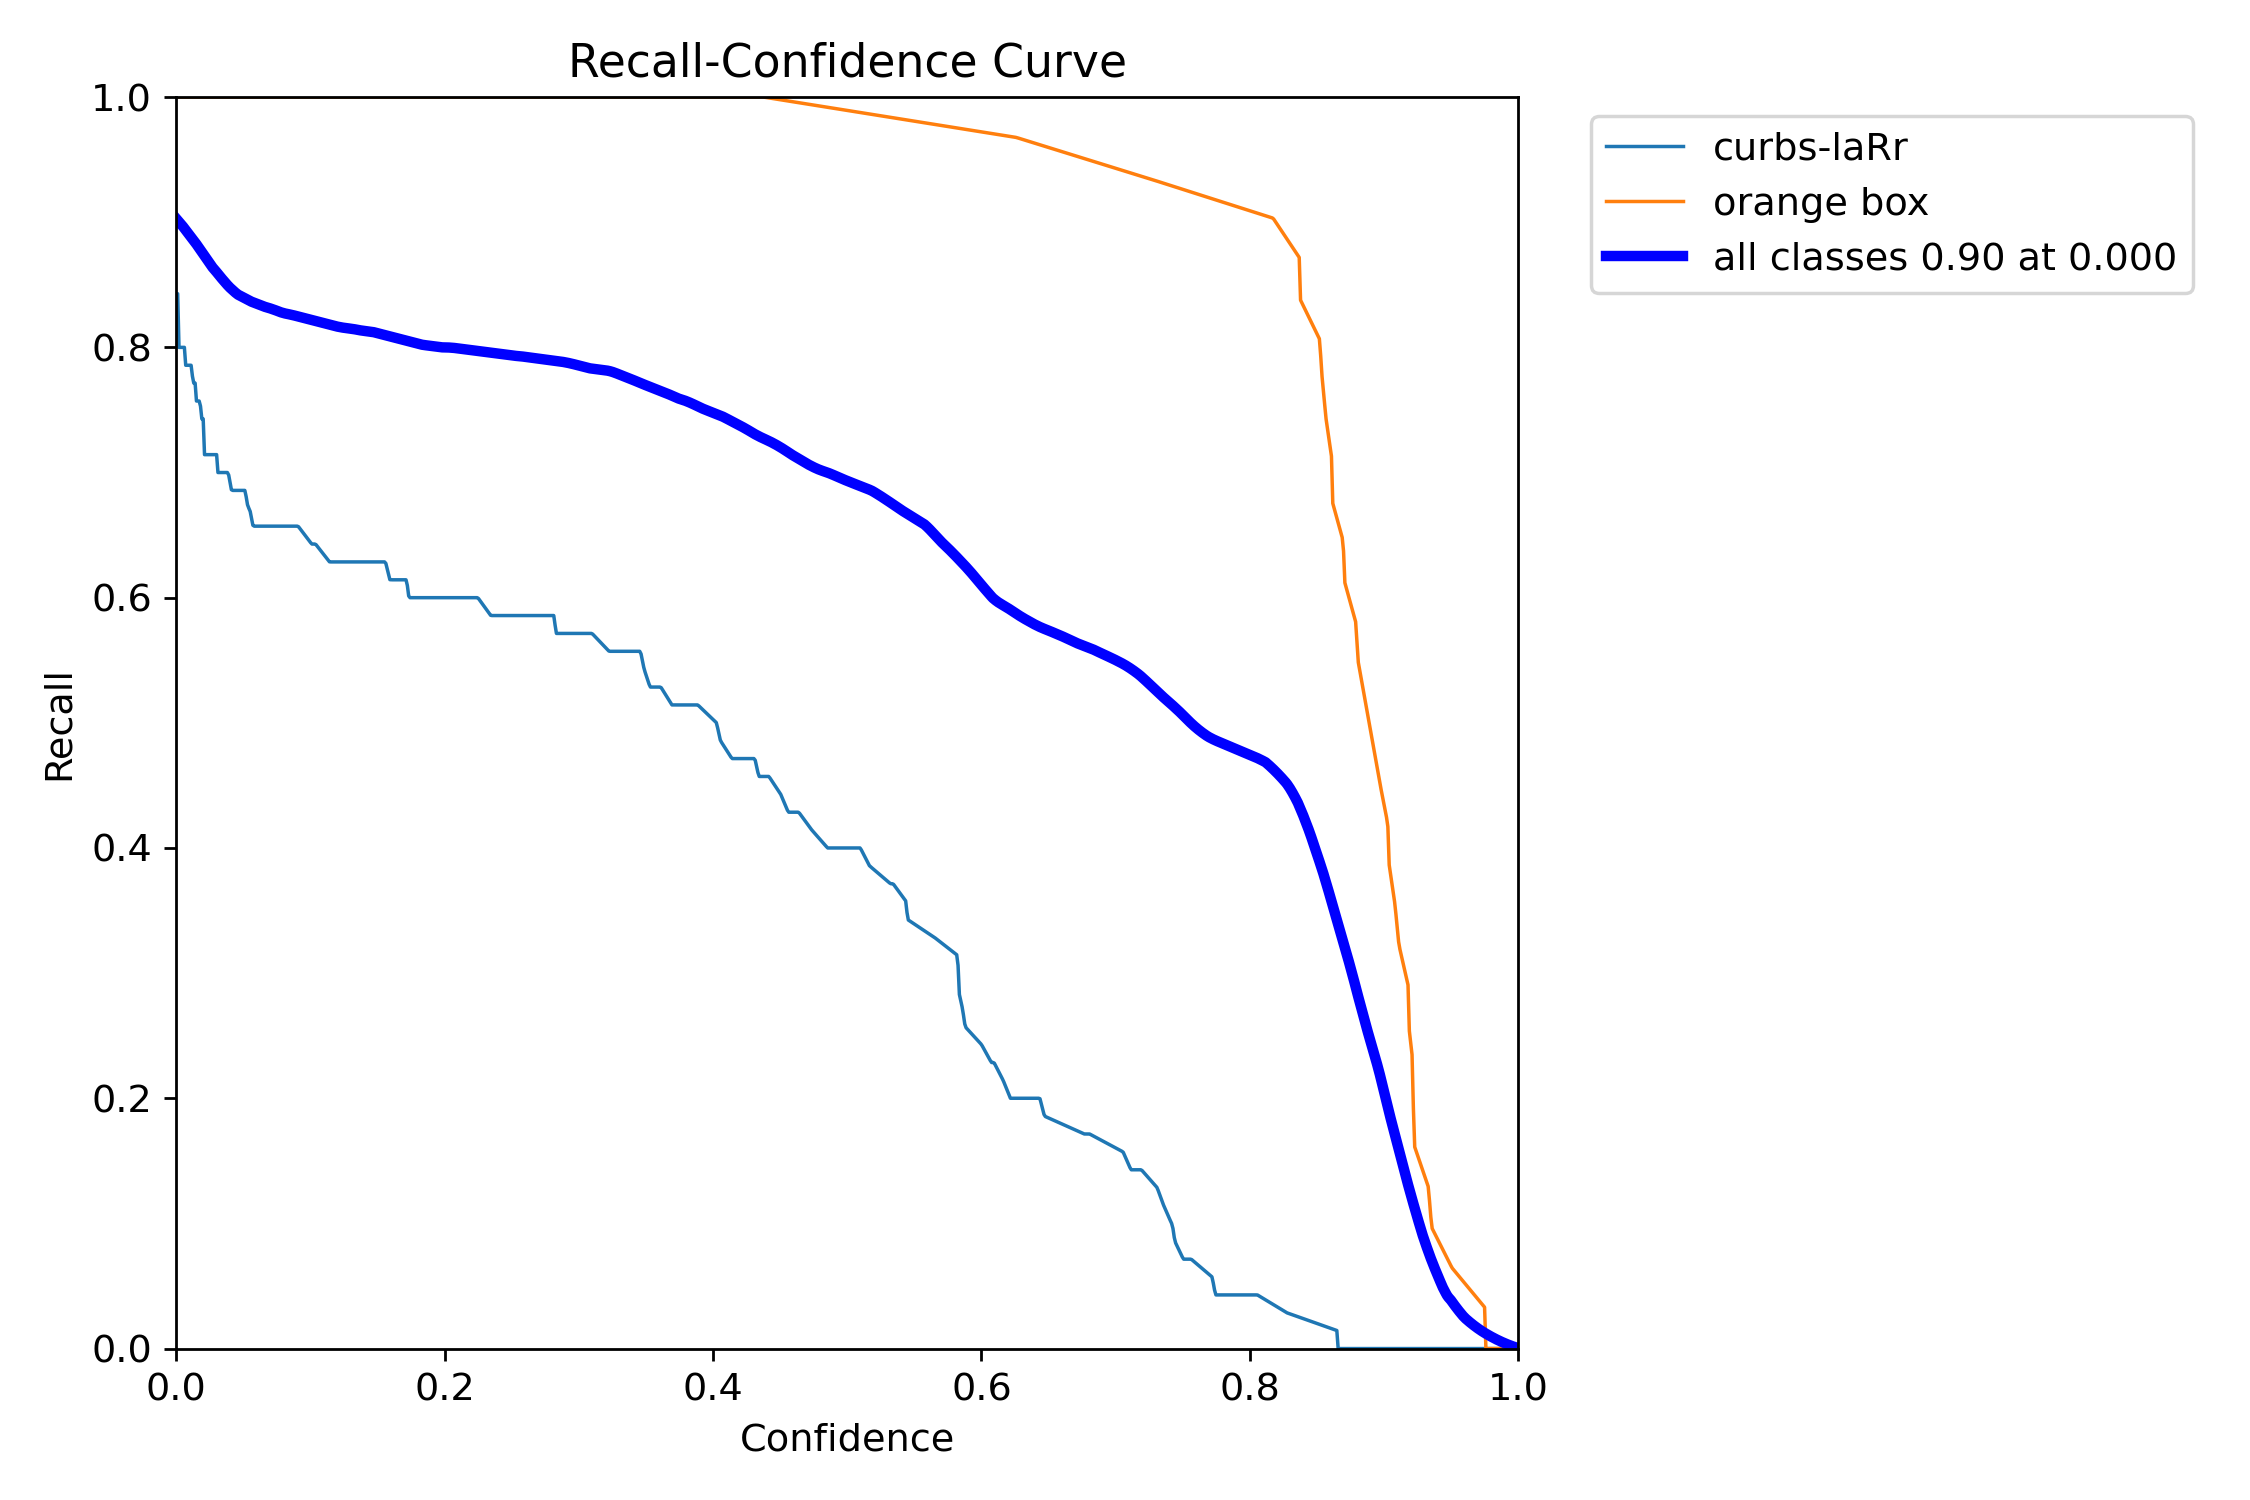 Recall-Confidence Curve
1.0
0.8
0.6
0.4
0.2
0.0
Recall
0.0 0.2 0.4 0.6 0.8 1.0
Confidence
curbs-laRr
orange box
all classes 0.90 at 0.000